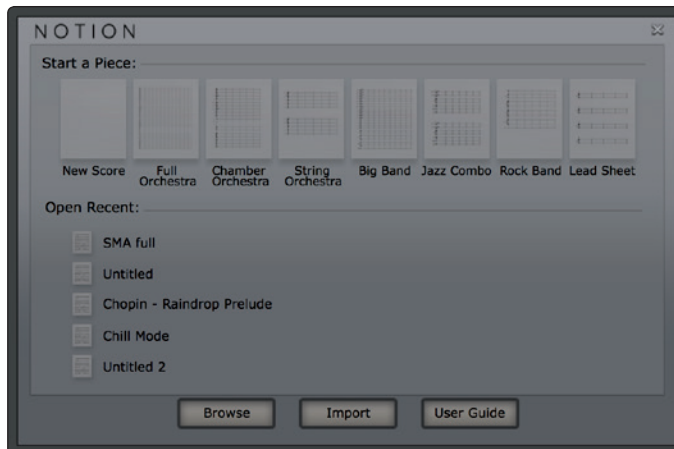 NOTION
Start a Piece:
New Score
Full Orchestra
Chamber Orchestra
String Orchestra
Big Band
Jazz Combo
Rock Band
Lead Sheet
Open Recent:
SMA full
Untitled
Chopin - Raindrop Prelude
Chill Mode
Untitled 2
Browse
Import
User Guide